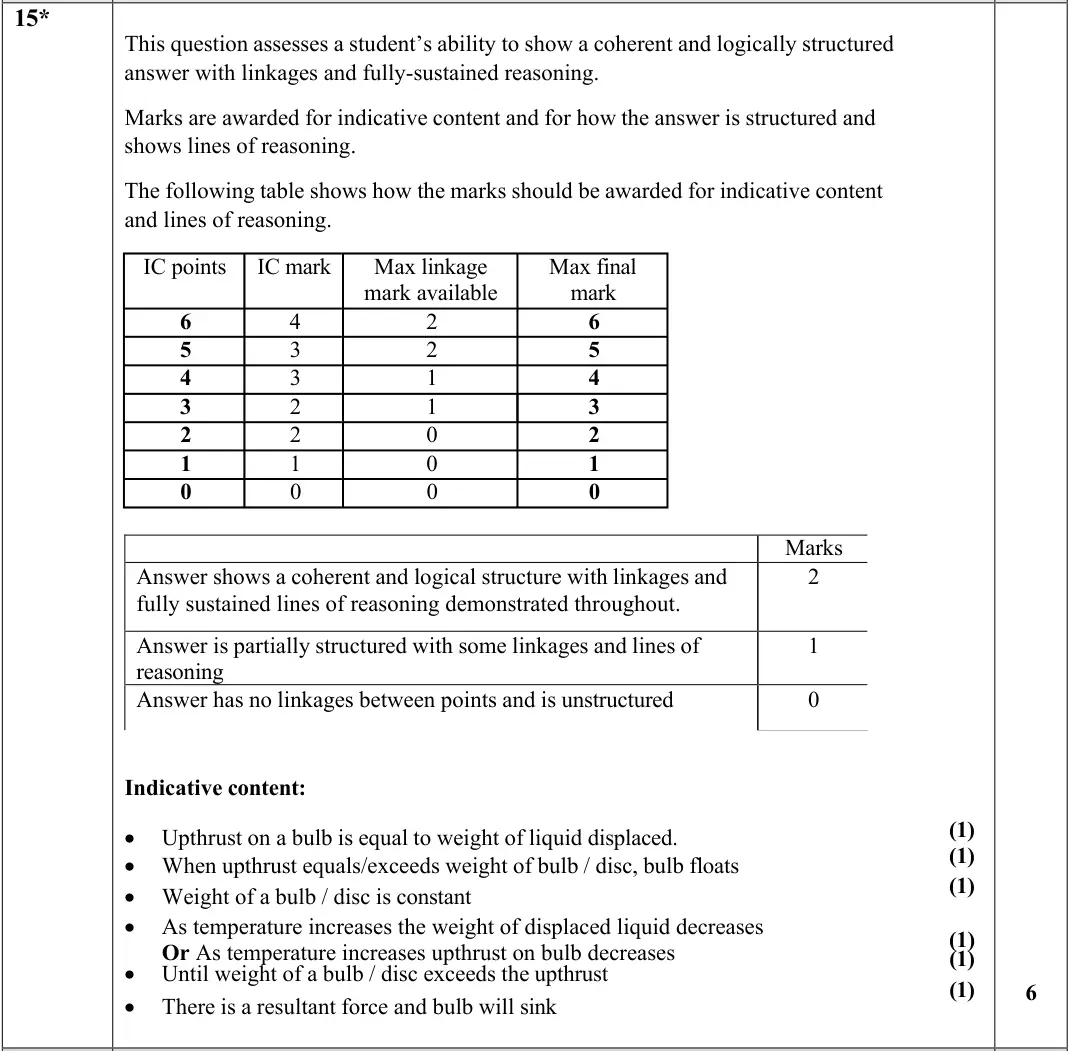 15*
This question assesses a student’s ability to show a coherent and logically structured
answer with linkages and fully-sustained reasoning.
Marks are awarded for indicative content and for how the answer is structured and
shows lines of reasoning.
The following table shows how the marks should be awarded for indicative content
and lines of reasoning.
IC points IC mark Max linkage mark available Max final mark
6 4 2 6
5 3 2 5
4 3 1 4
3 2 1 3
2 2 0 2
1 1 0 1
0 0 0 0
Marks
Answer shows a coherent and logical structure with linkages and 2
fully sustained lines of reasoning demonstrated throughout.
Answer is partially structured with some linkages and lines of 1
reasoning
Answer has no linkages between points and is unstructured 0
Indicative content:
• Upthrust on a bulb is equal to weight of liquid displaced. (1)
• When upthrust equals/exceeds weight of bulb / disc, bulb floats (1)
• Weight of a bulb / disc is constant (1)
• As temperature increases the weight of displaced liquid decreases
Or As temperature increases upthrust on bulb decreases (1)
• Until weight of a bulb / disc exceeds the upthrust (1)
• There is a resultant force and bulb will sink (1) 6